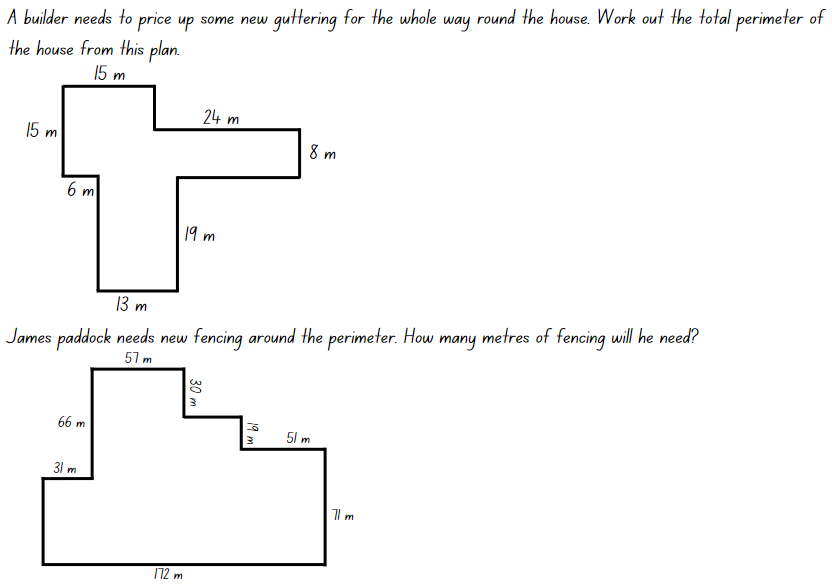 A builder needs to price up some new guttering for the whole way round the house. Work out the total perimeter of
the house from this plan.
15 m
24 m
15 m
8 m
6 m
19 m
13 m
James paddock needs new fencing around the perimeter. How many metres of fencing will he need?
57 m
30 m
66 m
19 m
51 m
31 m
71 m
172 m